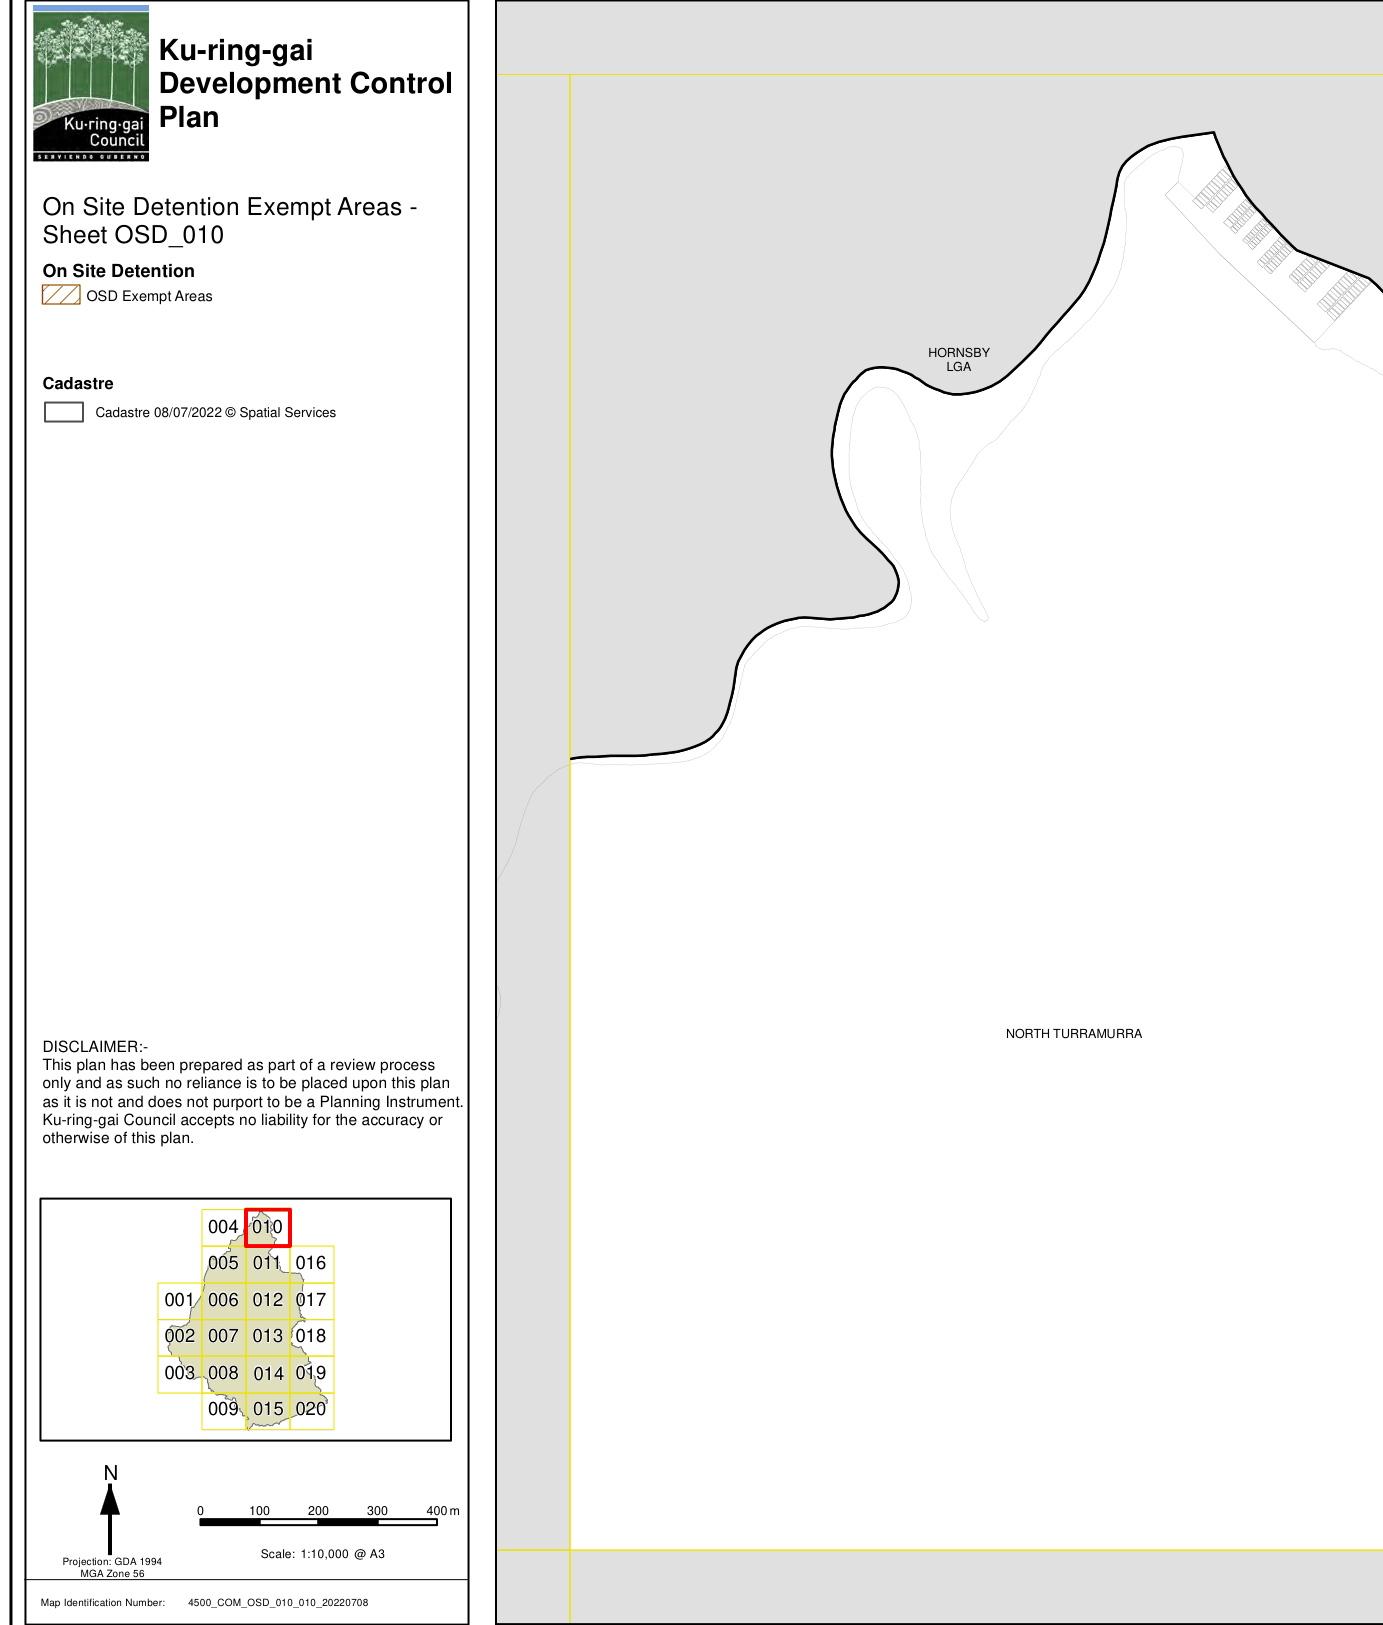 Ku-ring-gai
Development Control
Plan
Ku·ring·gai
Council
SERVIENDO GUBERNO
On Site Detention Exempt Areas -
Sheet OSD_010
On Site Detention
OSD Exempt Areas
Cadastre
Cadastre 08/07/2022 © Spatial Services
DISCLAIMER:-
This plan has been prepared as part of a review process
only and as such no reliance is to be placed upon this plan
as it is not and does not purport to be a Planning Instrument.
Ku-ring-gai Council accepts no liability for the accuracy or
otherwise of this plan.
004 010
005 011 016
001 006 012 017
002 007 013 018
003 008 014 019
009 015 020
N
0 100 200 300 400 m
Scale: 1:10,000 @ A3
Projection: GDA 1994
MGA Zone 56
Map Identification Number: 4500_COM_OSD_010_010_20220708
HORNSBY
LGA
NORTH TURRAMURRA